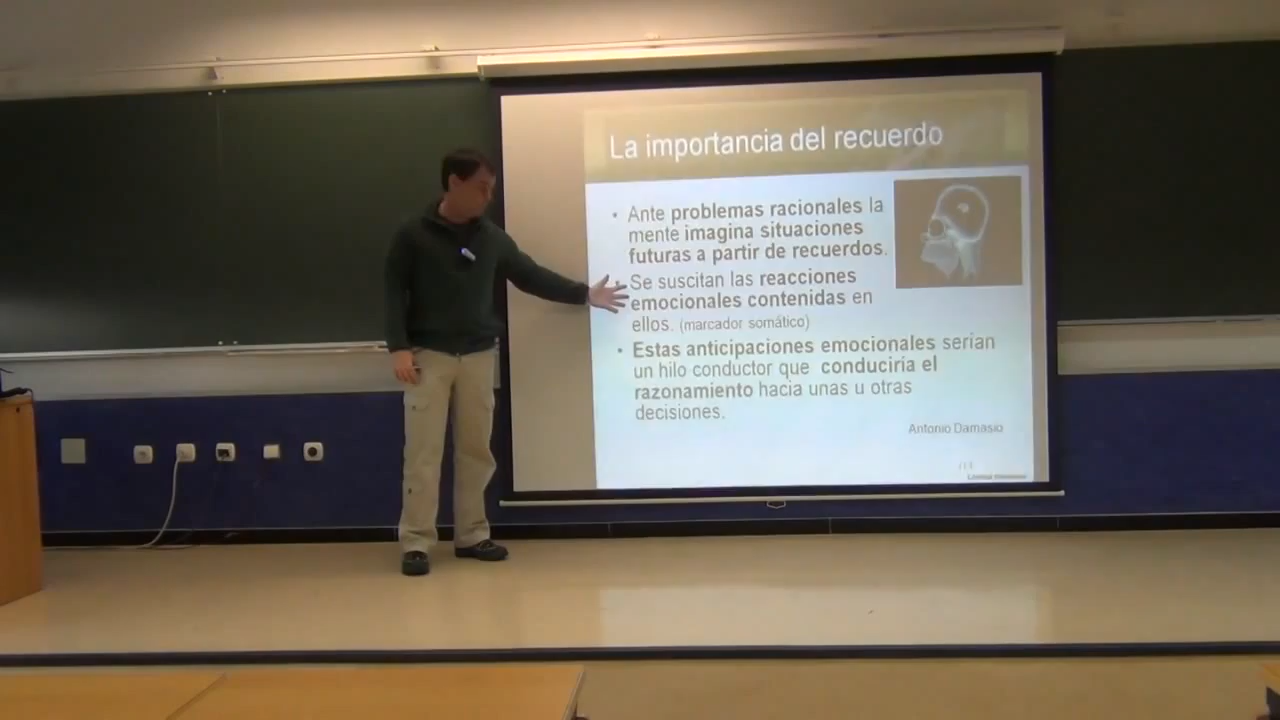 La importancia del recuerdo
• Ante problemas racionales la
mente imagina situaciones
futuras a partir de recuerdos.
• Se suscitan las reacciones
emocionales contenidas en
ellos. (marcador somático)
• Estas anticipaciones emocionales serían
un hilo conductor que conduciría el
razonamiento hacia unas u otras
decisiones.
Antonio Damasio